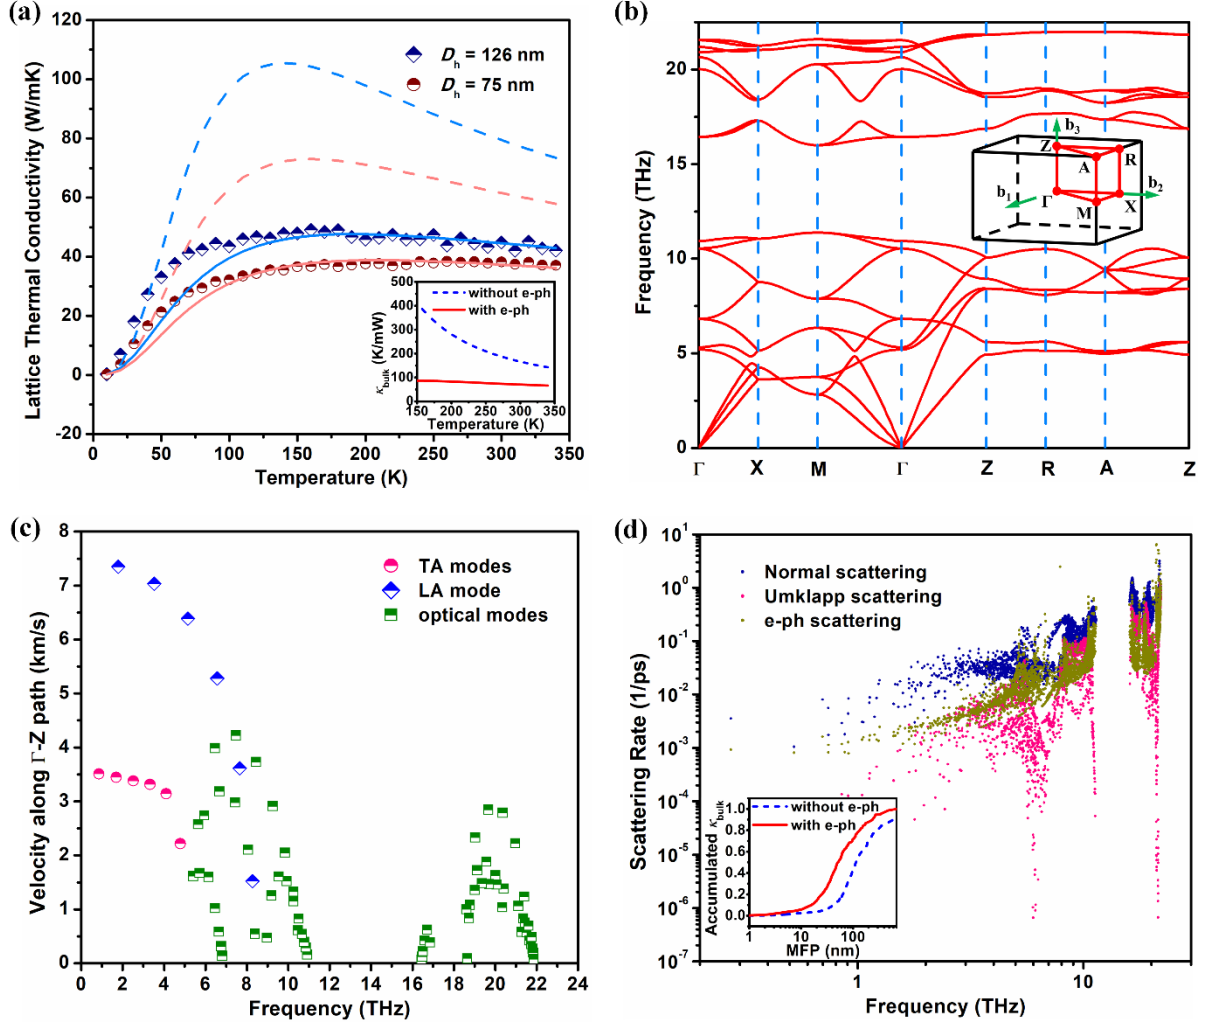 (a)
120
100
80
60
40
20
0
-20
Lattice Thermal Conductivity (W/mK)
D_h = 126 nm
D_h = 75 nm
500
400
300
200
100
0
κ_bulk (K/mW)
without e-ph
with e-ph
150 200 250 300 350
Temperature (K)
0 50 100 150 200 250 300 350
Temperature (K)
(b)
20
15
10
5
0
Frequency (THz)
b3
Z
R
A
b1
Γ
b2
M
X
Γ X M Γ Z R A Z
(c)
8
7
6
5
4
3
2
1
0
Velocity along Γ-Z path (km/s)
TA modes
LA mode
optical modes
0 2 4 6 8 10 12 14 16 18 20 22 24
Frequency (THz)
(d)
10^1
10^0
10^-1
10^-2
10^-3
10^-4
10^-5
10^-6
10^-7
Scattering Rate (1/ps)
Normal scattering
Umklapp scattering
e-ph scattering
1.0
0.8
0.6
0.4
0.2
0.0
Accumulated κ_bulk
without e-ph
with e-ph
1 10 100
MFP (nm)
1 10
Frequency (THz)